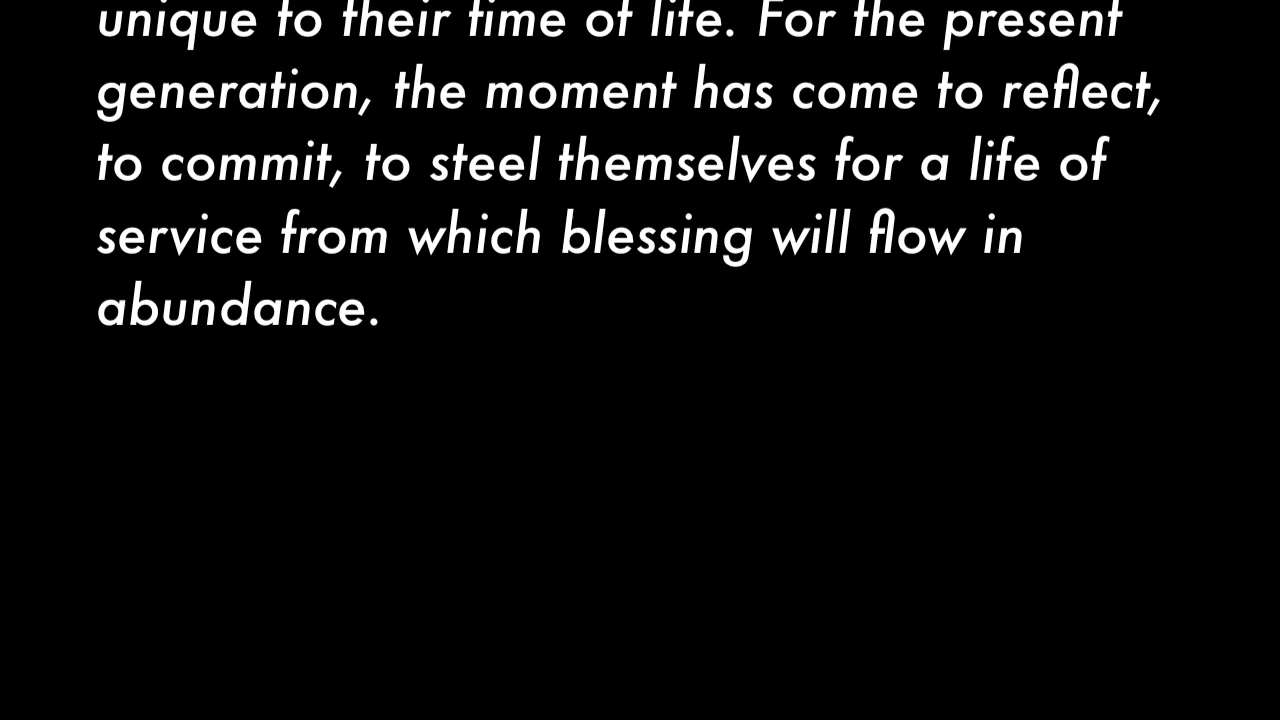 unique to their time of life. For the present
generation, the moment has come to reflect,
to commit, to steel themselves for a life of
service from which blessing will flow in
abundance.